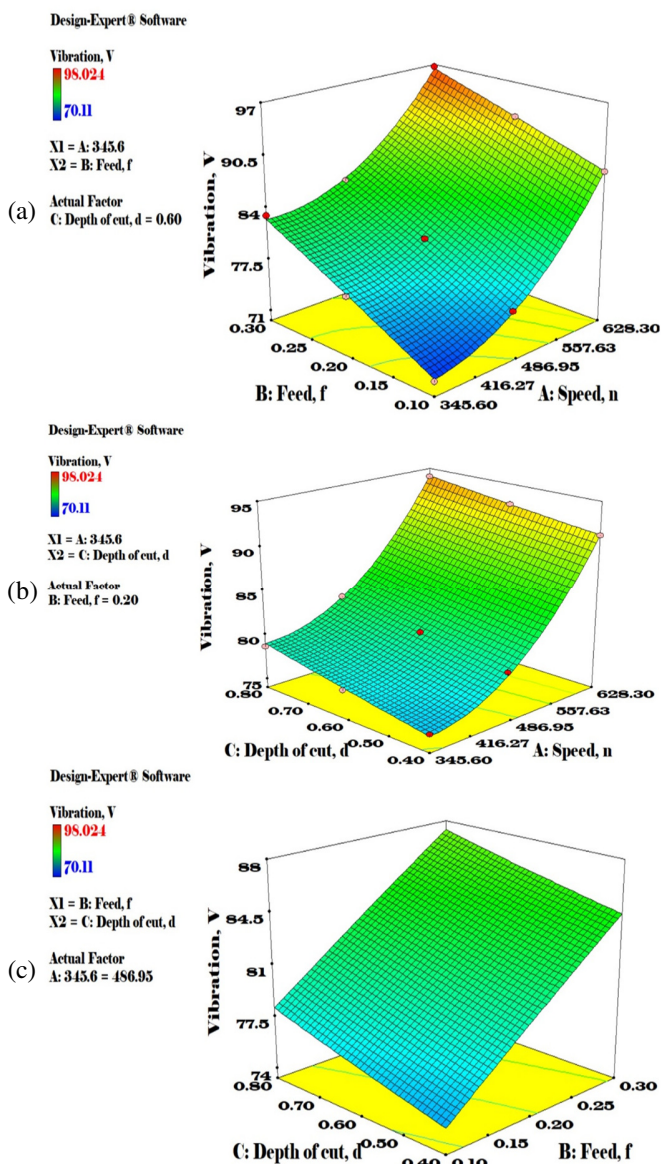 Design-Expert® Software
Vibration, V
98.024
70.11
X1 = A: 345.6
X2 = B: Feed, f
Actual Factor
C: Depth of cut, d = 0.60
(a)
Vibration, V
97
90.5
84
77.5
71
0.30
0.25
0.20
0.15
0.10
B: Feed, f
345.60
416.27
486.95
557.63
628.30
A: Speed, n
Design-Expert® Software
Vibration, V
98.024
70.11
X1 = A: 345.6
X2 = C: Depth of cut, d
Actual Factor
B: Feed, f = 0.20
(b)
Vibration, V
95
90
85
80
75
0.80
0.70
0.60
0.50
0.40
C: Depth of cut, d
345.60
416.27
486.95
557.63
628.30
A: Speed, n
Design-Expert® Software
Vibration, V
98.024
70.11
X1 = B: Feed, f
X2 = C: Depth of cut, d
Actual Factor
A: 345.6 = 486.95
(c)
Vibration, V
88
84.5
81
77.5
74
0.80
0.70
0.60
0.50
0.40
C: Depth of cut, d
0.10
0.15
0.20
0.25
0.30
B: Feed, f